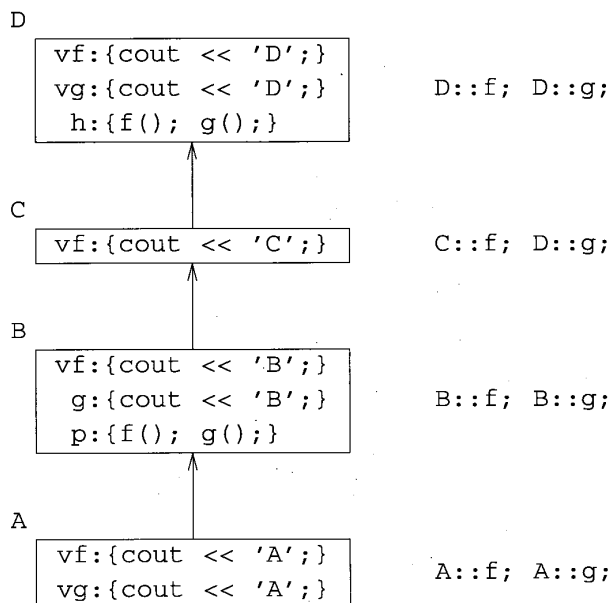 D
vf:{cout << 'D';}
vg:{cout << 'D';}
D::f; D::g;
h:{f(); g();}
C
vf:{cout << 'C';}
C::f; D::g;
B
vf:{cout << 'B';}
g:{cout << 'B';}
B::f; B::g;
p:{f(); g();}
A
vf:{cout << 'A';}
vg:{cout << 'A';}
A::f; A::g;